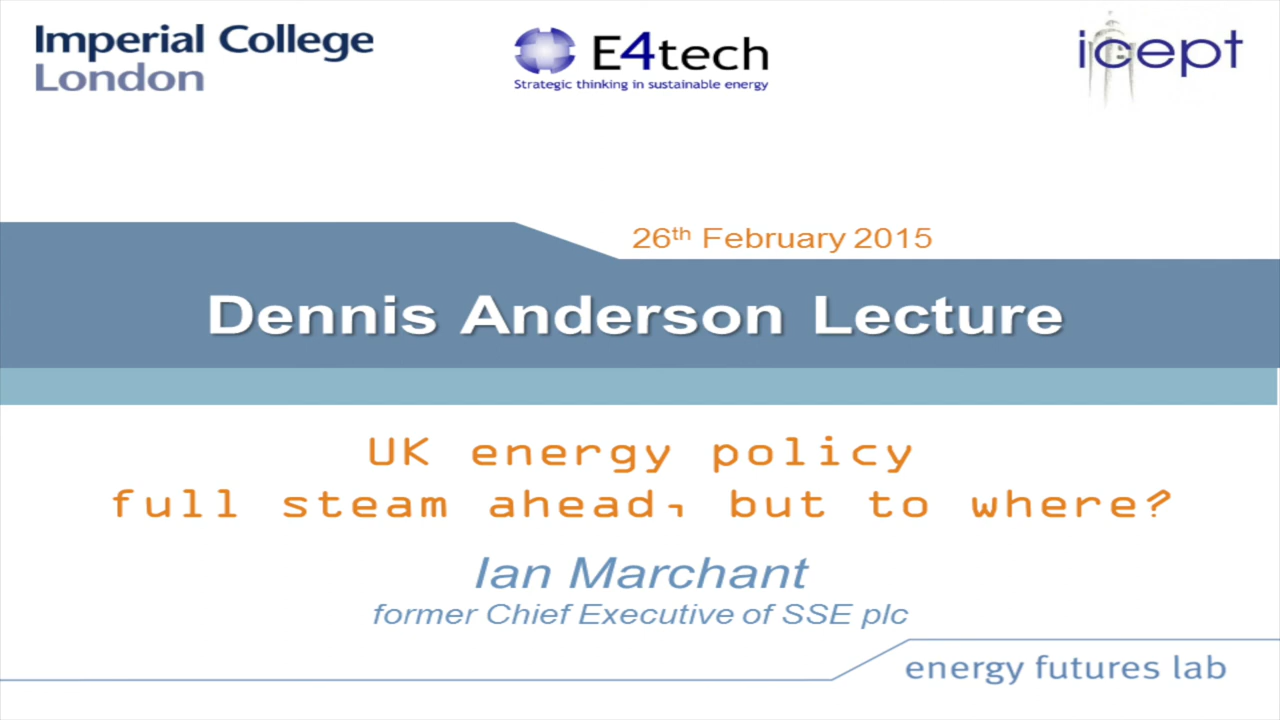 Imperial College
London
E4tech
Strategic thinking in sustainable energy
icept
26th February 2015
Dennis Anderson Lecture
UK energy policy
full steam ahead, but to where?
Ian Marchant
former Chief Executive of SSE plc
energy futures lab